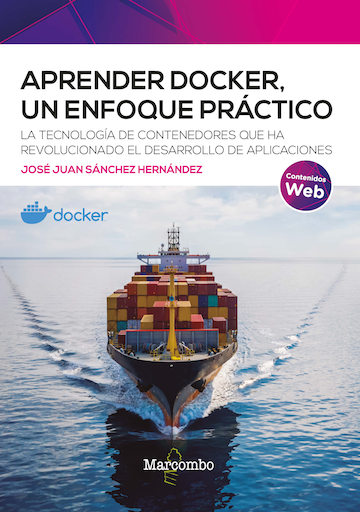 APRENDER DOCKER,
UN ENFOQUE PRÁCTICO
LA TECNOLOGÍA DE CONTENEDORES QUE HA
REVOLUCIONADO EL DESARROLLO DE APLICACIONES
JOSÉ JUAN SÁNCHEZ HERNÁNDEZ
Contenidos
Web
docker
Marcombo